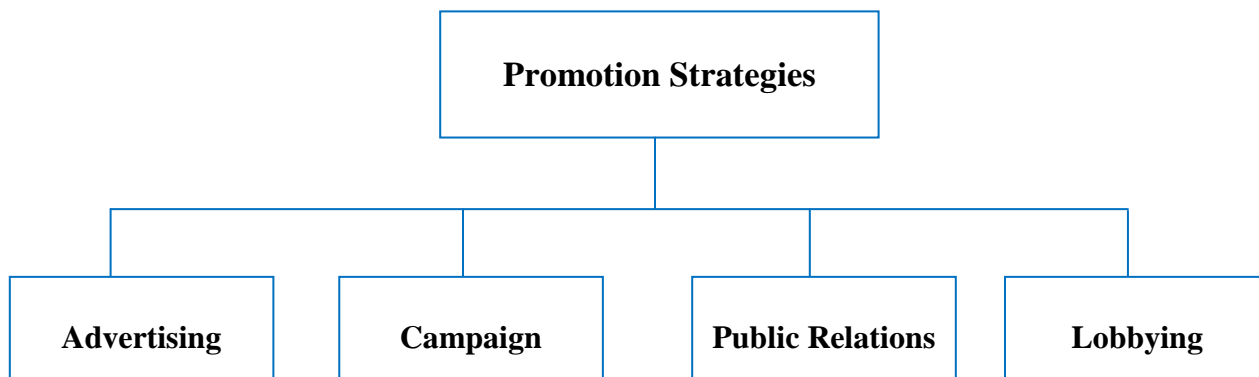 Promotion Strategies
Advertising
Campaign
Public Relations
Lobbying